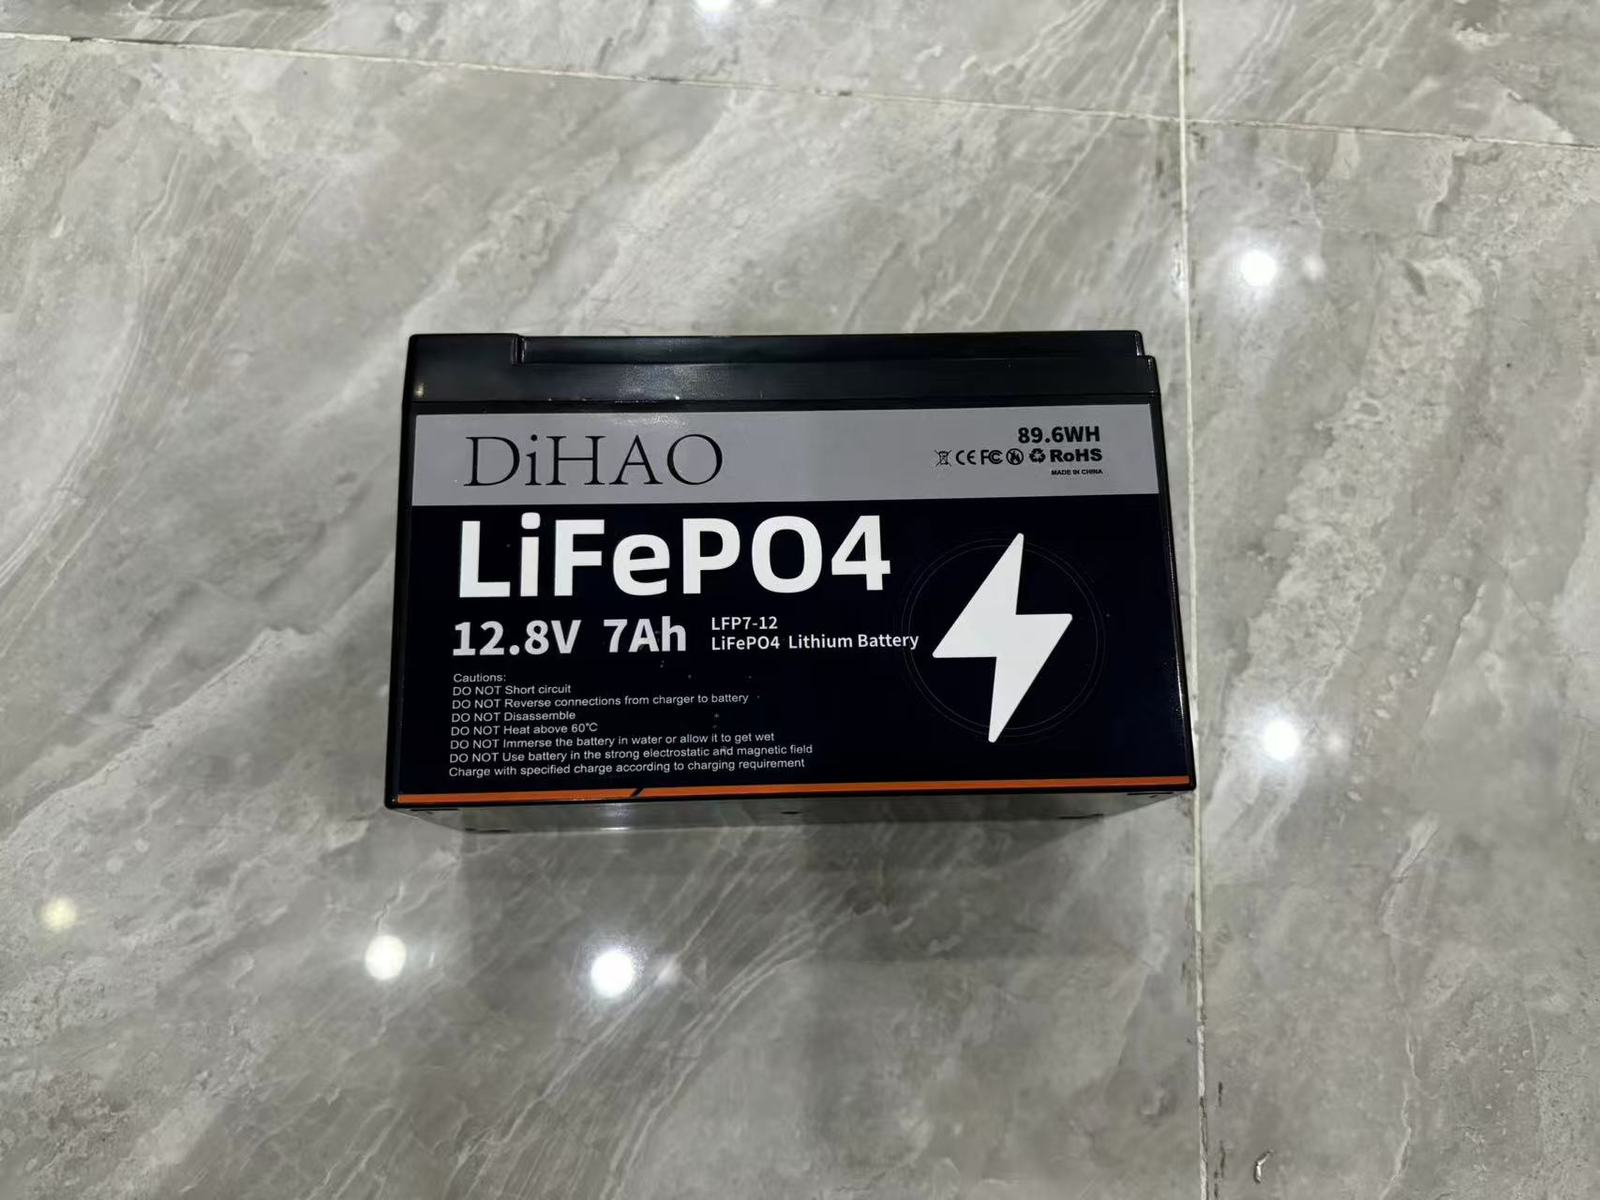 DiHAO
89.6WH
CE FC RoHS
MADE IN CHINA
LiFePO4
12.8V 7Ah
LFP7-12
LiFePO4 Lithium Battery
Cautions:
DO NOT Short circuit
DO NOT Reverse connections from charger to battery
DO NOT Disassemble
DO NOT Heat above 60℃
DO NOT Immerse the battery in water or allow it to get wet
DO NOT Use battery in the strong electrostatic and magnetic field
Charge with specified charge according to charging requirement